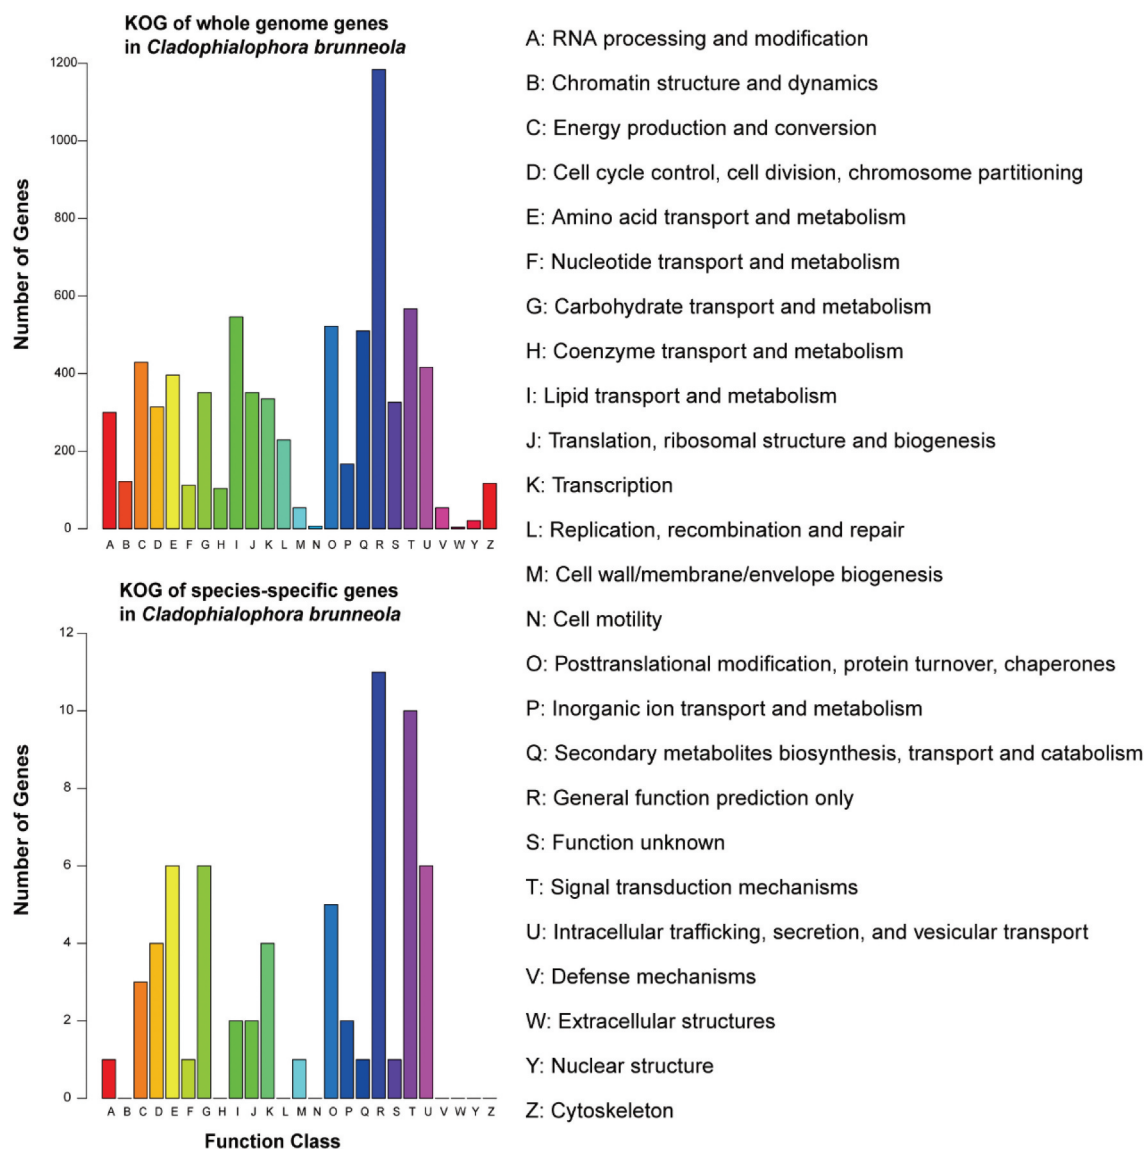 KOG of whole genome genes
in Cladophialophora brunneola
1200
1000
800
600
400
200
0
Number of Genes
A B C D E F G H I J K L M N O P Q R S T U V W Y Z
KOG of species-specific genes
in Cladophialophora brunneola
12
10
8
6
4
2
0
Number of Genes
A B C D E F G H I J K L M N O P Q R S T U V W Y Z
Function Class
A: RNA processing and modification
B: Chromatin structure and dynamics
C: Energy production and conversion
D: Cell cycle control, cell division, chromosome partitioning
E: Amino acid transport and metabolism
F: Nucleotide transport and metabolism
G: Carbohydrate transport and metabolism
H: Coenzyme transport and metabolism
I: Lipid transport and metabolism
J: Translation, ribosomal structure and biogenesis
K: Transcription
L: Replication, recombination and repair
M: Cell wall/membrane/envelope biogenesis
N: Cell motility
O: Posttranslational modification, protein turnover, chaperones
P: Inorganic ion transport and metabolism
Q: Secondary metabolites biosynthesis, transport and catabolism
R: General function prediction only
S: Function unknown
T: Signal transduction mechanisms
U: Intracellular trafficking, secretion, and vesicular transport
V: Defense mechanisms
W: Extracellular structures
Y: Nuclear structure
Z: Cytoskeleton